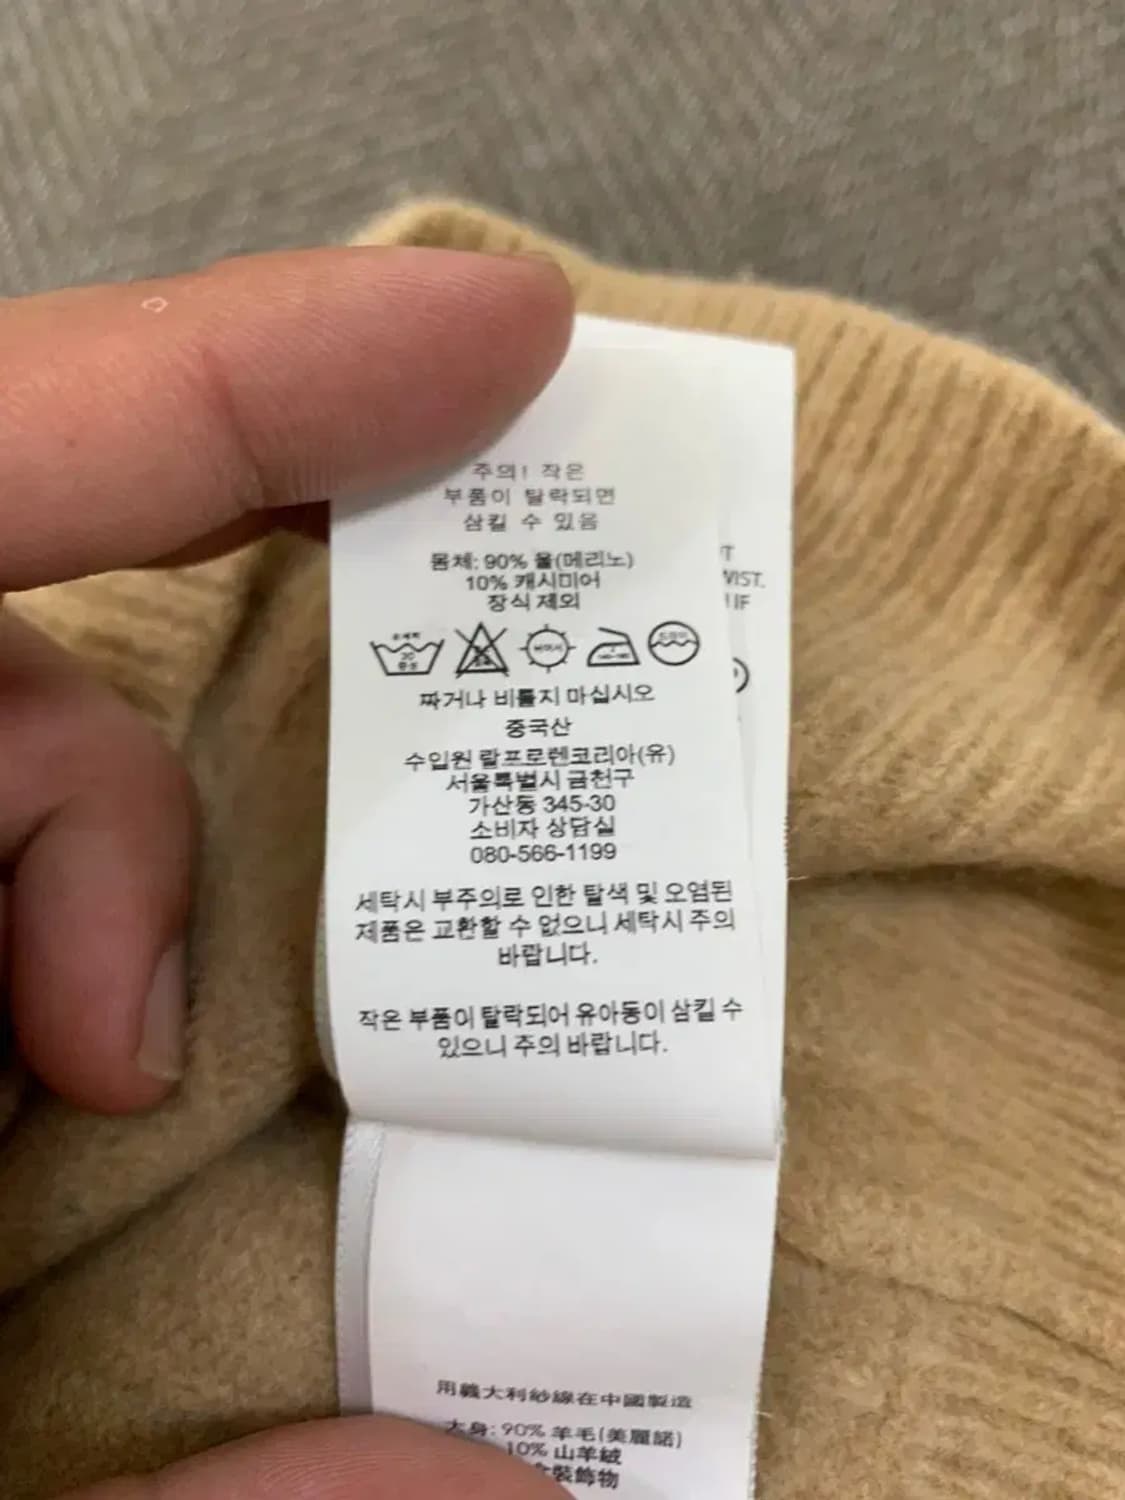 주의! 작은
부품이 탈락되면
삼킬 수 있음
몸체: 90% 울(메리노)
10% 캐시미어
장식 제외
30
중성
짜거나 비틀지 마십시오
중국산
수입원 랄프로렌코리아(유)
서울특별시 금천구
가산동 345-30
소비자 상담실
080-566-1199
세탁시 부주의로 인한 탈색 및 오염된
제품은 교환할 수 없으니 세탁시 주의
바랍니다.
작은 부품이 탈락되어 유아동이 삼킬 수
있으니 주의 바랍니다.
IF
用義大利紗線在中國製造
大身: 90% 羊毛(美麗諾)
10% 山羊絨
裝飾物